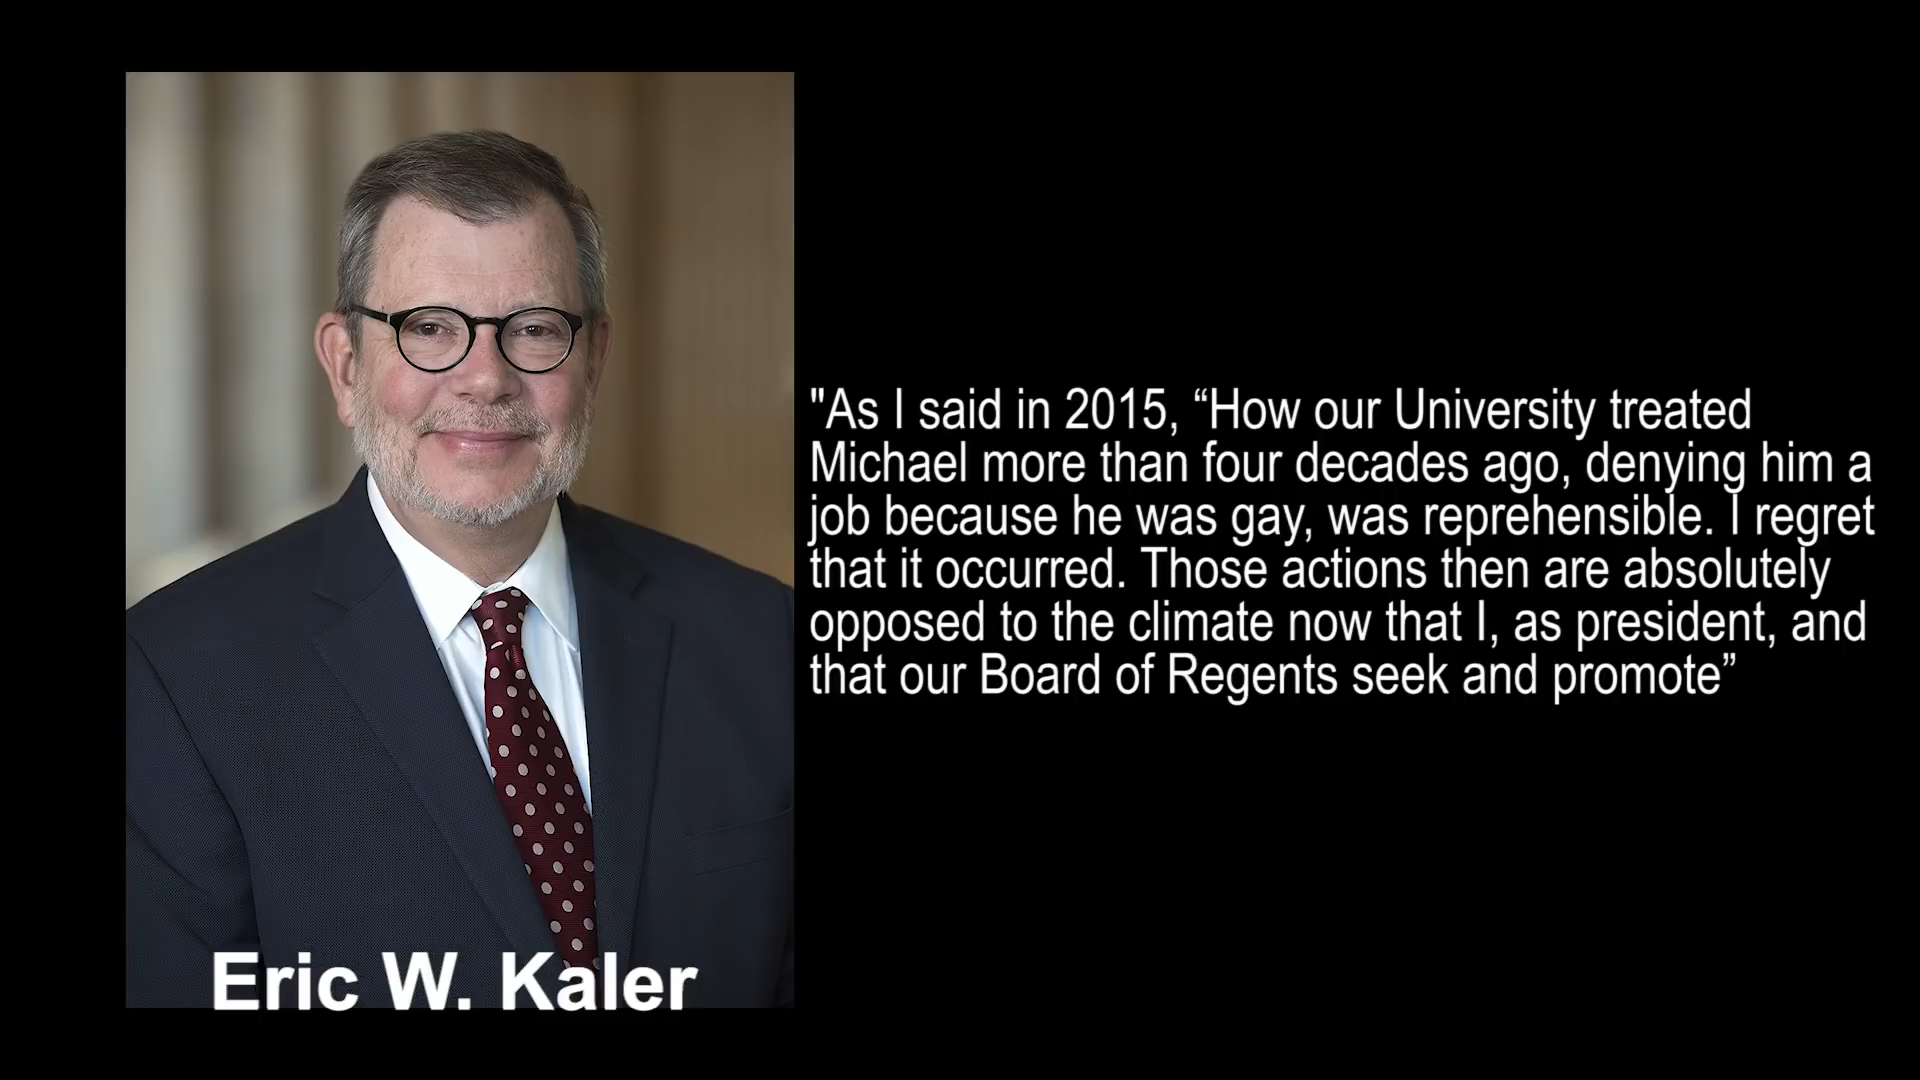 "As I said in 2015, “How our University treated
Michael more than four decades ago, denying him a
job because he was gay, was reprehensible. I regret
that it occurred. Those actions then are absolutely
opposed to the climate now that I, as president, and
that our Board of Regents seek and promote”
Eric W. Kaler